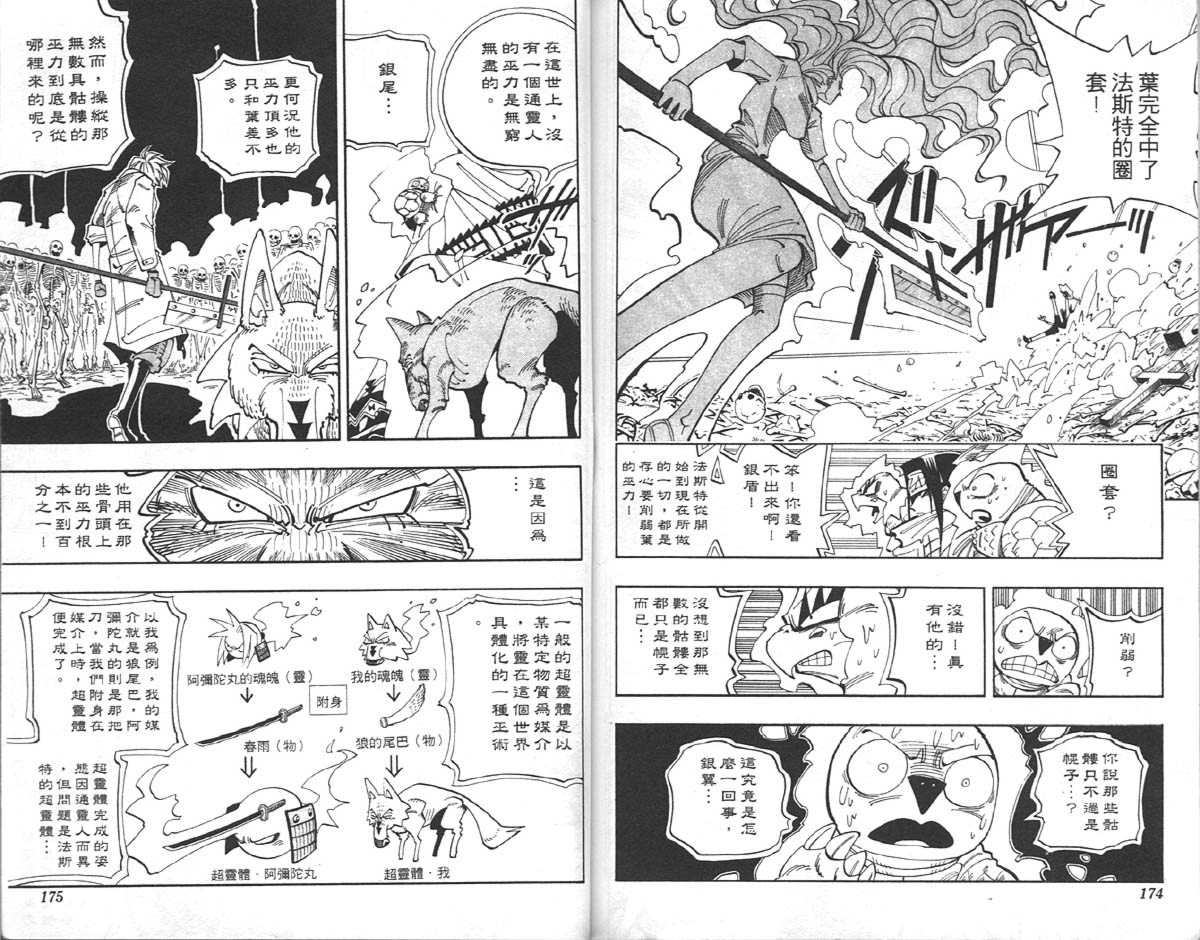 葉完全中了
法斯特的圈
套！
ズザザァーッ
圈套？
笨！你還看
不出來啊！
銀盾！
法斯特從開
始到現在所做
的一切，都是
存心要削弱葉
的巫力！
削弱？
沒錯！真
有他的…
沒想到那無
數的骷髏全
都只是幌子
而已…
你說那些骷
髏只不過是
幌子…？
這究竟是怎
麼一回事，
銀翼…
174
在這世上，沒
有一個通靈人
的巫力是無窮
無盡的。
銀尾…
更何況他的
巫力頂多也
只和葉差不
多。
然而，操縱那
無數具骷髏的
巫力到底是從
哪裡來的呢？
這是因為
…
他用在那
些骨頭上
的巫力根
本不到百
分之一！
一般的超靈體是以
某特定物質為媒介
，將靈在這個世界
具體化的一種巫術
。
我的魂魄（靈）
阿彌陀丸的魂魄（靈）
附身
狼的尾巴（物）
春雨（物）
超靈體．我
超靈體．阿彌陀丸
以我為例，我的媒
介就是狼尾巴，阿
彌陀丸的則是那把
刀，當我們附身在
媒介上時，超靈體
便完成了。
超靈體完成的姿
態因通靈人而異
，但問題是法斯
特的超靈體…
175